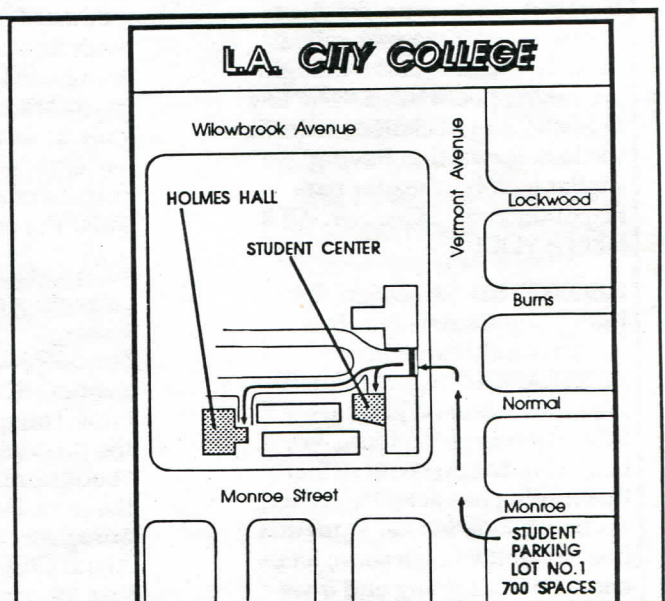 L.A. CITY COLLEGE
Wilowbrook Avenue
Vermont Avenue
HOLMES HALL
Lockwood
STUDENT CENTER
Burns
Normal
Monroe Street
Monroe
STUDENT
PARKING
LOT NO.1
700 SPACES